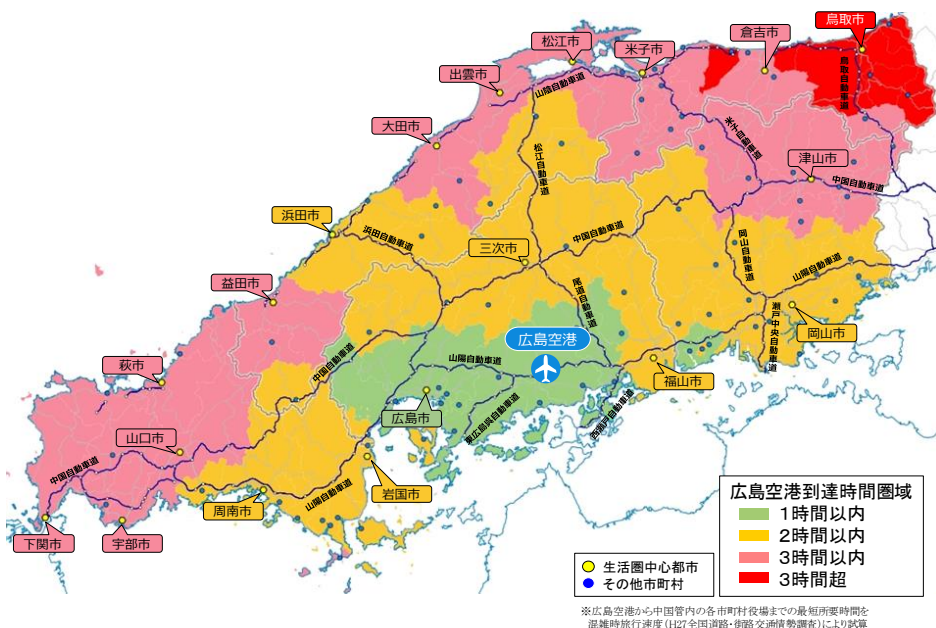 鳥取市
倉吉市
松江市
米子市
出雲市
山陰自動車道
鳥取自動車道
大田市
米子自動車道
松江自動車道
津山市
中国自動車道
浜田市
浜田自動車道
中国自動車道
三次市
岡山自動車道
山陽自動車道
益田市
尾道自動車道
瀬戸中央自動車道
岡山市
広島空港
中国自動車道
山陽自動車道
萩市
福山市
広島市
東広島呉自動車道
西瀬戸自動車道
山口市
中国自動車道
岩国市
山陽自動車道
周南市
下関市
宇部市
広島空港到達時間圏域
1時間以内
2時間以内
3時間以内
3時間超
生活圏中心都市
その他市町村
※広島空港から中国管内の各市町村役場までの最短所要時間を
混雑時旅行速度(H27全国道路・街路交通情勢調査)により試算